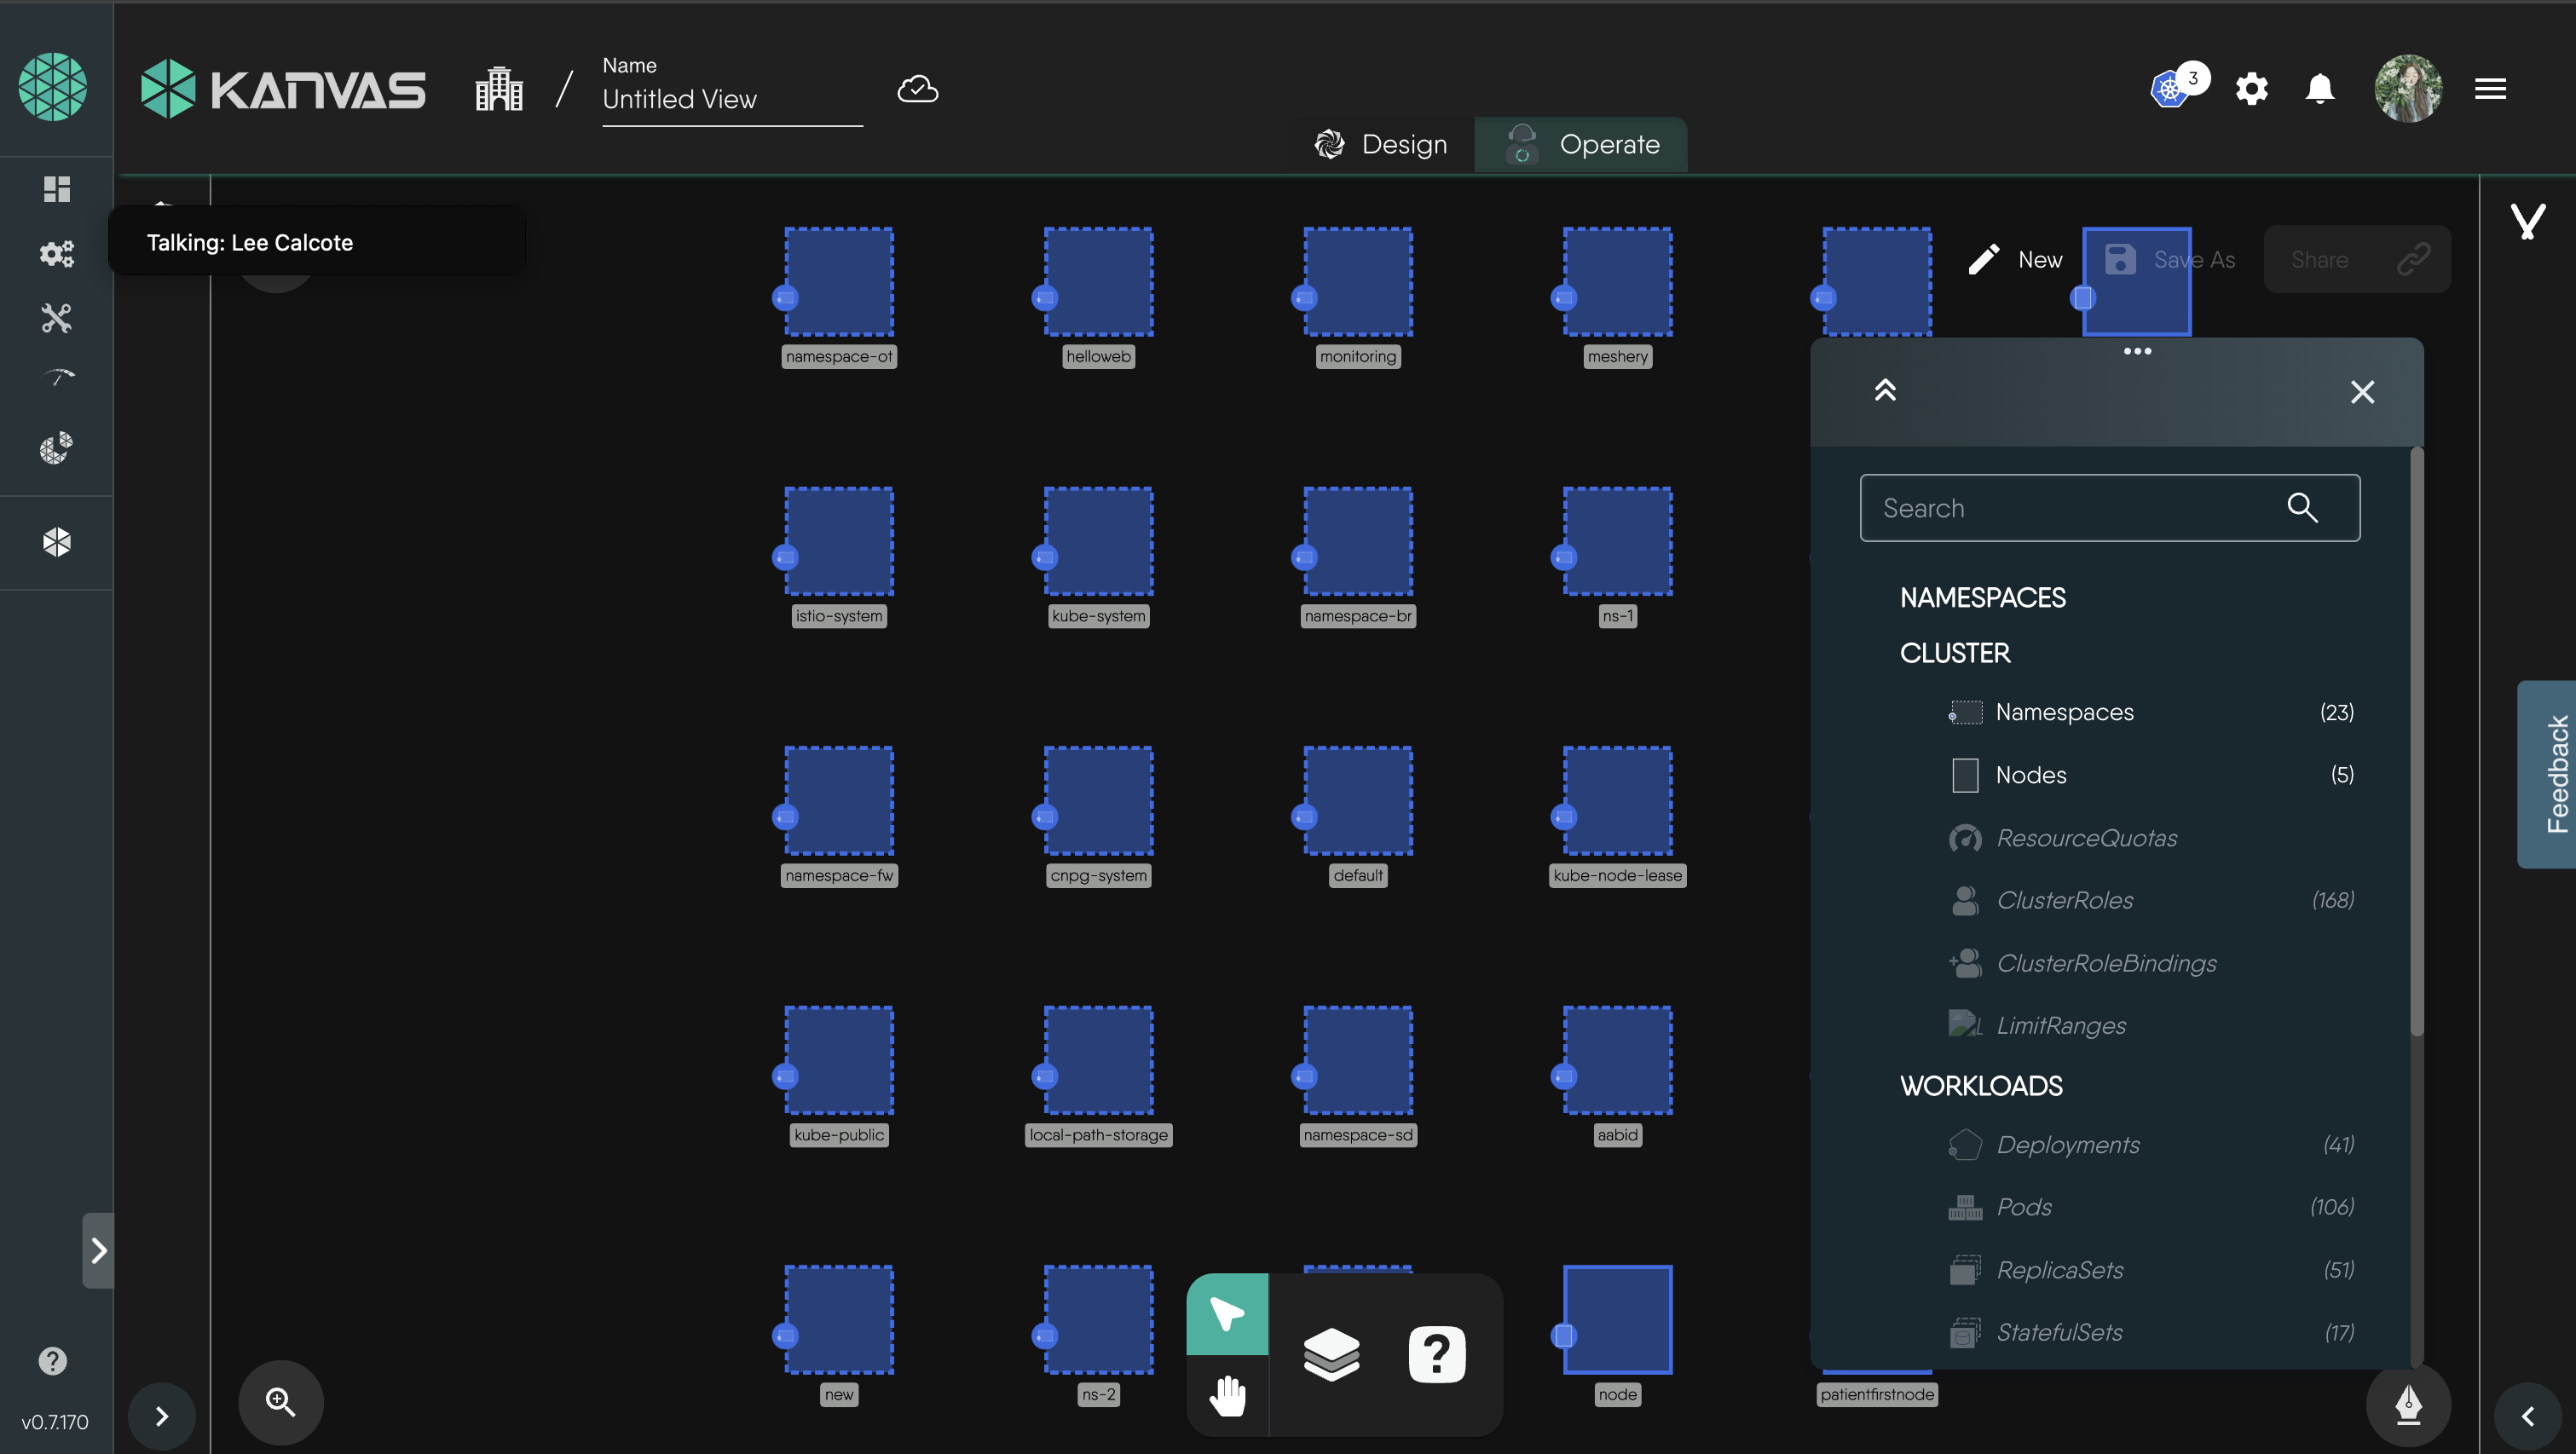 KANVAS
Name
Untitled View
3
Design
Operate
Talking: Lee Calcote
New
Save As
Share
namespace-ot
helloweb
monitoring
meshery
Search
NAMESPACES
CLUSTER
Namespaces (23)
Nodes (5)
ResourceQuotas
ClusterRoles (168)
ClusterRoleBindings
LimitRanges
WORKLOADS
Deployments (41)
Pods (106)
ReplicaSets (51)
StatefulSets (17)
istio-system
kube-system
namespace-br
ns-1
namespace-fw
cnpg-system
default
kube-node-lease
kube-public
local-path-storage
namespace-sd
aabid
new
ns-2
node
patientfirstnode
Feedback
v0.7.170